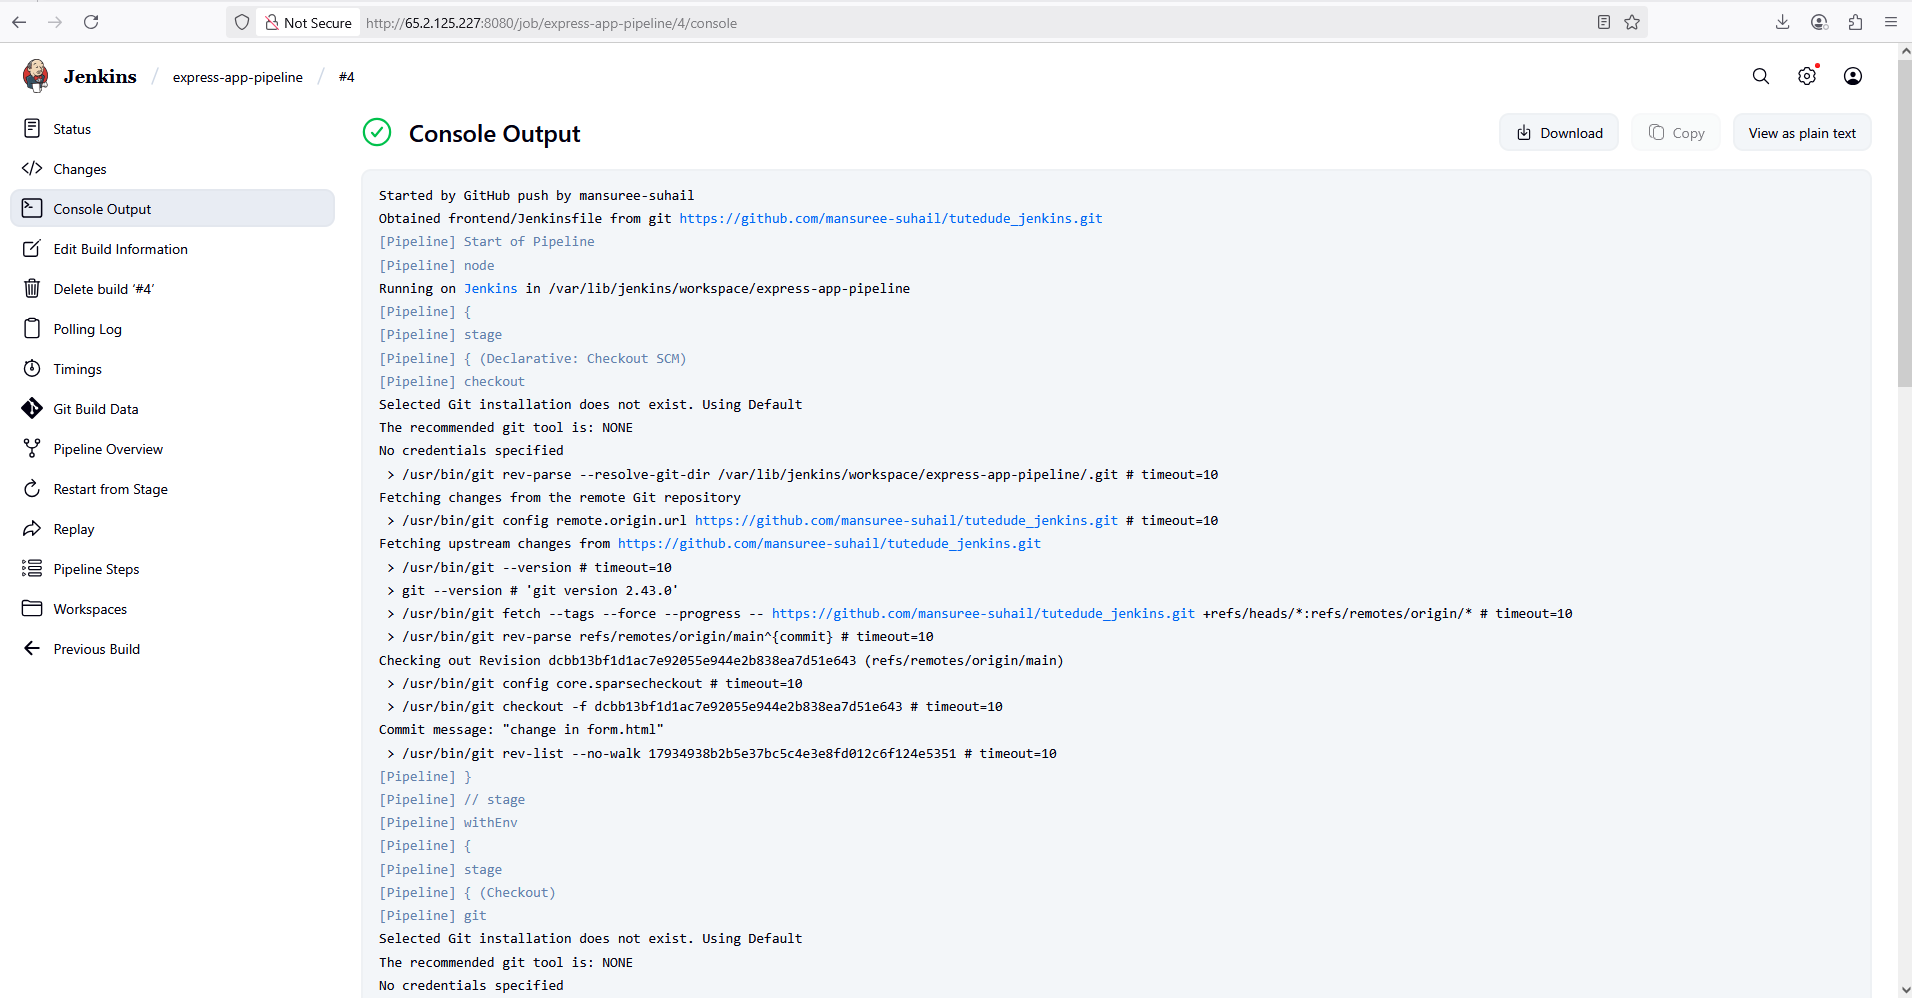 Not Secure http://65.2.125.227:8080/job/express-app-pipeline/4/console
Jenkins / express-app-pipeline / #4
Status
Changes
Console Output
Edit Build Information
Delete build ‘#4’
Polling Log
Timings
Git Build Data
Pipeline Overview
Restart from Stage
Replay
Pipeline Steps
Workspaces
Previous Build
Console Output
Download
Copy
View as plain text
Started by GitHub push by mansuree-suhail
Obtained frontend/Jenkinsfile from git https://github.com/mansuree-suhail/tutedude_jenkins.git
[Pipeline] Start of Pipeline
[Pipeline] node
Running on Jenkins in /var/lib/jenkins/workspace/express-app-pipeline
[Pipeline] {
[Pipeline] stage
[Pipeline] { (Declarative: Checkout SCM)
[Pipeline] checkout
Selected Git installation does not exist. Using Default
The recommended git tool is: NONE
No credentials specified
> /usr/bin/git rev-parse --resolve-git-dir /var/lib/jenkins/workspace/express-app-pipeline/.git # timeout=10
Fetching changes from the remote Git repository
> /usr/bin/git config remote.origin.url https://github.com/mansuree-suhail/tutedude_jenkins.git # timeout=10
Fetching upstream changes from https://github.com/mansuree-suhail/tutedude_jenkins.git
> /usr/bin/git --version # timeout=10
> git --version # 'git version 2.43.0'
> /usr/bin/git fetch --tags --force --progress -- https://github.com/mansuree-suhail/tutedude_jenkins.git +refs/heads/*:refs/remotes/origin/* # timeout=10
> /usr/bin/git rev-parse refs/remotes/origin/main^{commit} # timeout=10
Checking out Revision dcbb13bf1d1ac7e92055e944e2b838ea7d51e643 (refs/remotes/origin/main)
> /usr/bin/git config core.sparsecheckout # timeout=10
> /usr/bin/git checkout -f dcbb13bf1d1ac7e92055e944e2b838ea7d51e643 # timeout=10
Commit message: "change in form.html"
> /usr/bin/git rev-list --no-walk 17934938b2b5e37bc5c4e3e8fd012c6f124e5351 # timeout=10
[Pipeline] }
[Pipeline] // stage
[Pipeline] withEnv
[Pipeline] {
[Pipeline] stage
[Pipeline] { (Checkout)
[Pipeline] git
Selected Git installation does not exist. Using Default
The recommended git tool is: NONE
No credentials specified